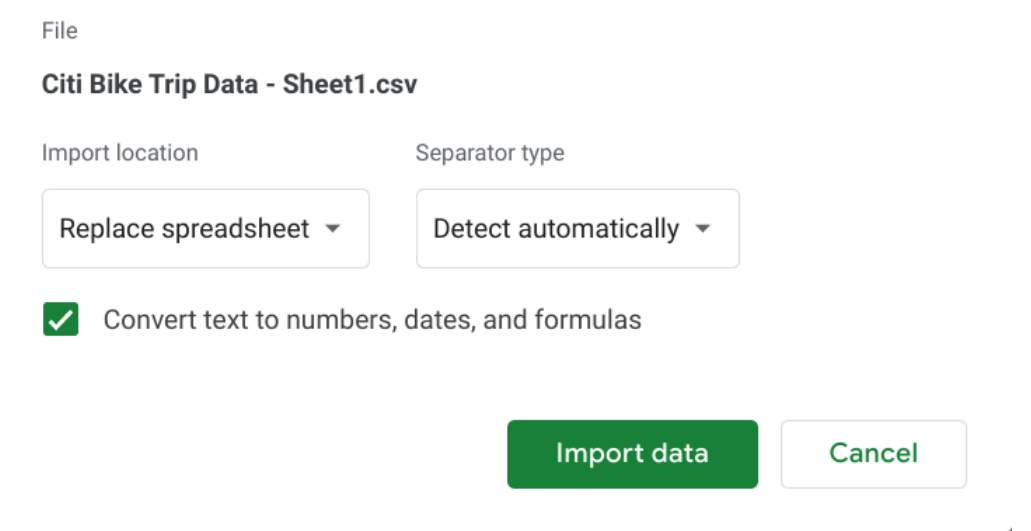 File
Citi Bike Trip Data - Sheet1.csv
Import location
Separator type
Replace spreadsheet
Detect automatically
Convert text to numbers, dates, and formulas
Import data
Cancel